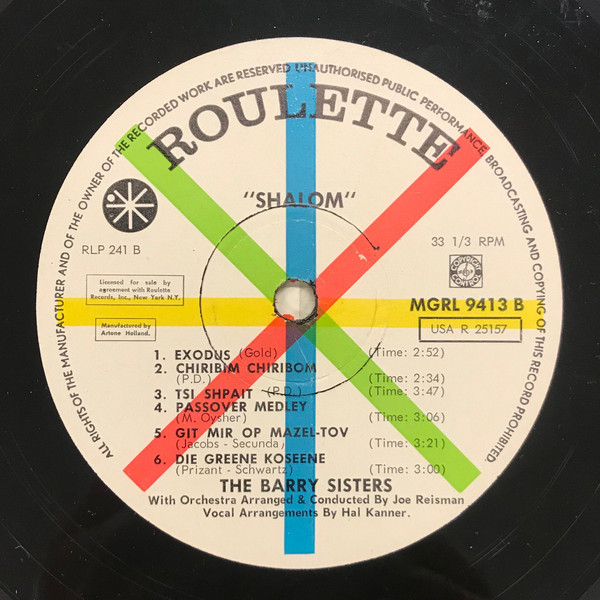 ALL RIGHTS OF THE MANUFACTURER AND OF THE OWNER OF THE RECORDED WORK ARE RESERVED UNAUTHORISED PUBLIC PERFORMANCE BROADCASTING AND COPYING OF THIS RECORD PROHIBITED
ROULETTE
"SHALOM"
RLP 241 B
33 1/3 RPM
Licensed for sale by
agreement with Roulette
Records, Inc., New York N.Y.
COPYRIGHT
CONTROL
MGRL 9413 B
Manufactured by
Artone Holland.
USA R 25157
1. EXODUS (Gold) (Time: 2:52)
2. CHIRIBIM CHIRIBOM
(P.D.) (Time: 2:34)
3. TSI SHPAIT (P.D.) (Time: 3:47)
4. PASSOVER MEDLEY
(M. Oysher) (Time: 3:06)
5. GIT MIR OP MAZEL-TOV
(Jacobs - Secunda) (Time: 3:21)
6. DIE GREENE KOSEENE
(Prizant - Schwartz) (Time: 3:00)
THE BARRY SISTERS
With Orchestra Arranged & Conducted By Joe Reisman
Vocal Arrangements By Hal Kanner.